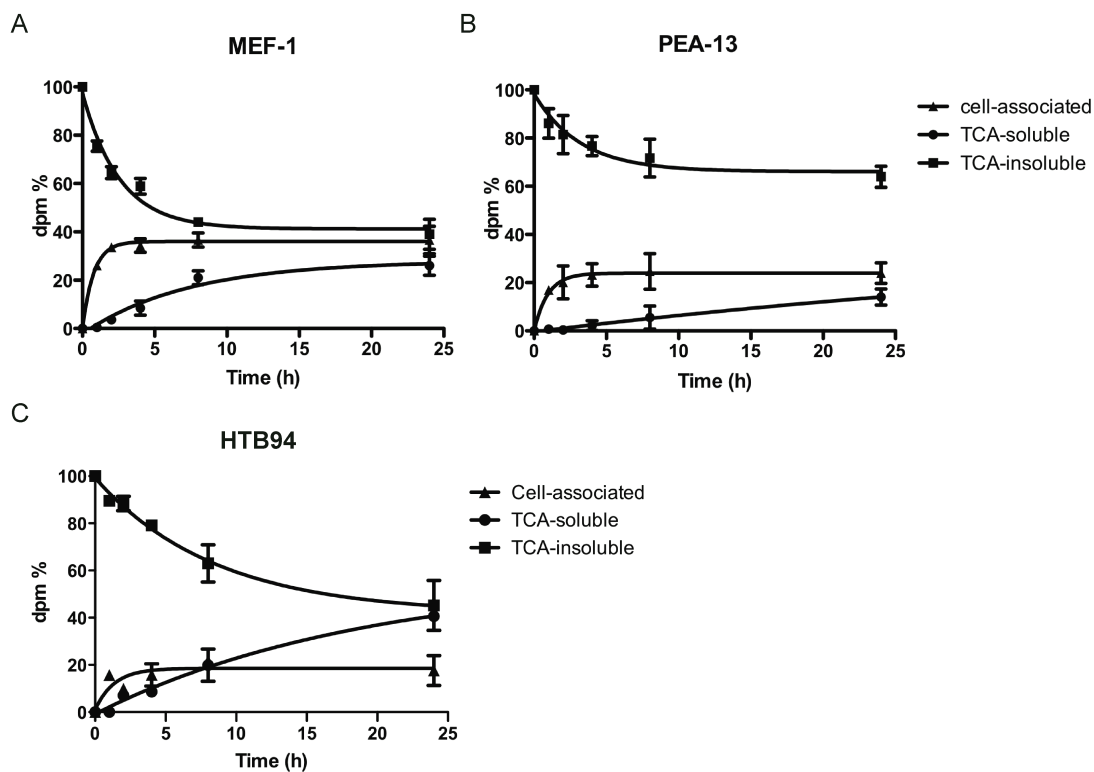 A
MEF-1
100
80
60
40
20
0
dpm %
0 5 10 15 20 25
Time (h)
B
PEA-13
100
80
60
40
20
0
dpm %
0 5 10 15 20 25
Time (h)
cell-associated
TCA-soluble
TCA-insoluble
C
HTB94
100
80
60
40
20
0
dpm %
0 5 10 15 20 25
Time (h)
Cell-associated
TCA-soluble
TCA-insoluble